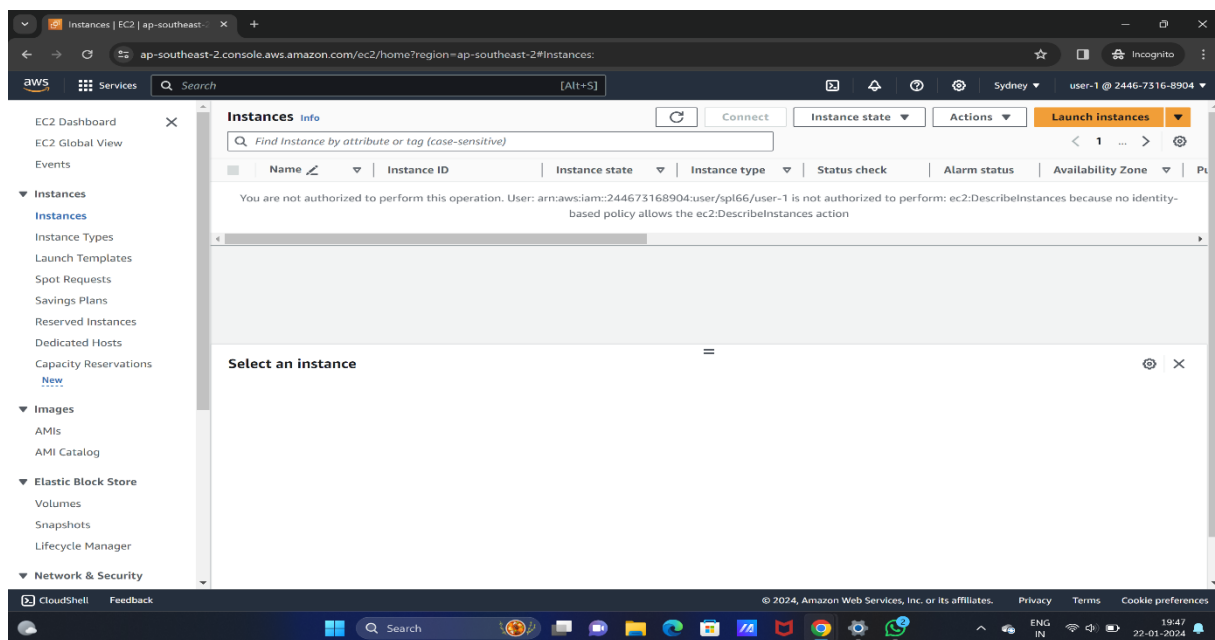 Instances | EC2 | ap-southeast-2
ap-southeast-2.console.aws.amazon.com/ec2/home?region=ap-southeast-2#Instances:
Incognito
aws
Services
Search
[Alt+S]
Sydney
user-1 @ 2446-7316-8904
EC2 Dashboard
EC2 Global View
Events
Instances
Instances
Instance Types
Launch Templates
Spot Requests
Savings Plans
Reserved Instances
Dedicated Hosts
Capacity Reservations
New
Images
AMIs
AMI Catalog
Elastic Block Store
Volumes
Snapshots
Lifecycle Manager
Network & Security
Instances Info
Connect
Instance state
Actions
Launch instances
Find Instance by attribute or tag (case-sensitive)
1 ...
Name Instance ID Instance state Instance type Status check Alarm status Availability Zone Pu
You are not authorized to perform this operation. User: arn:aws:iam::244673168904:user/spl66/user-1 is not authorized to perform: ec2:DescribeInstances because no identity-
based policy allows the ec2:DescribeInstances action
Select an instance
CloudShell Feedback
© 2024, Amazon Web Services, Inc. or its affiliates. Privacy Terms Cookie preferences
Search
ENG
IN
19:47
22-01-2024